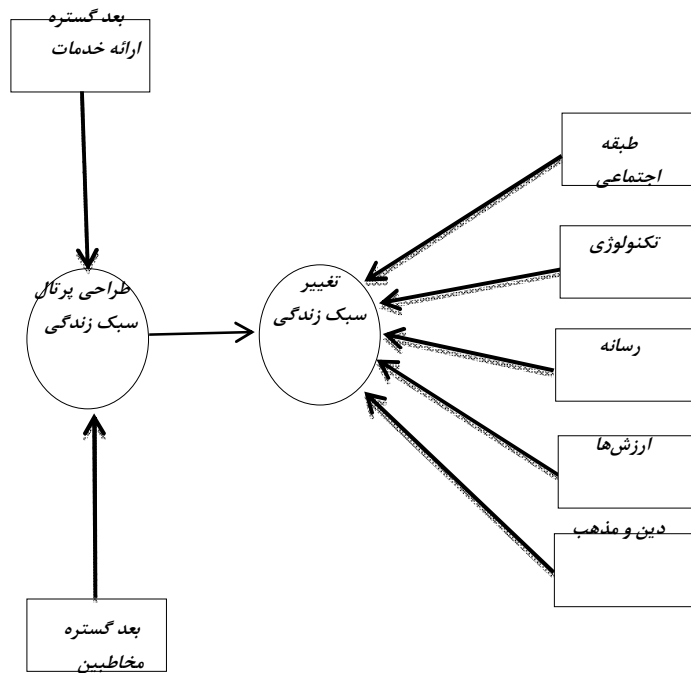 بعد گستره
ارائه خدمات
طبقه
اجتماعی
تکنولوژی
طراحی پرتال
سبک زندگی
تغییر
سبک زندگی
رسانه
ارزش‌ها
دین و مذهب
بعد گستره
مخاطبین